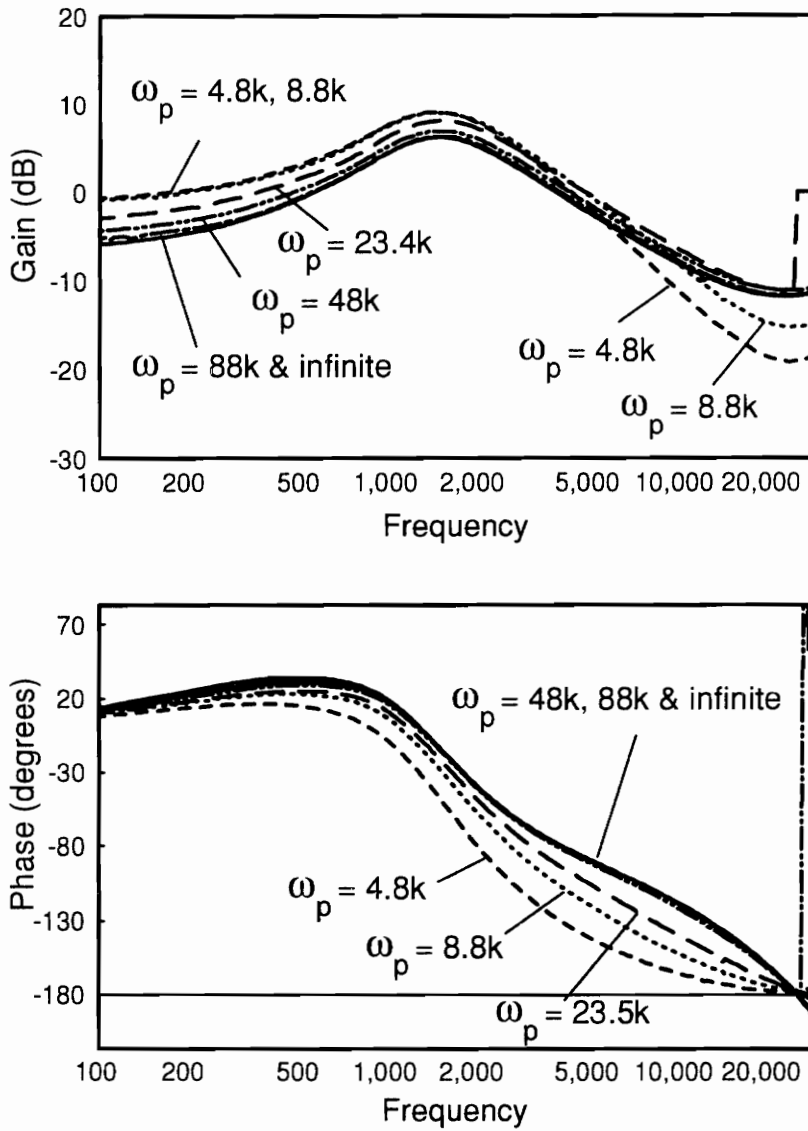 20
ωp = 4.8k, 8.8k
10
0
ωp = 23.4k
-10
ωp = 48k
ωp = 4.8k
ωp = 88k & infinite
-20
ωp = 8.8k
-30
Gain (dB)
100 200 500 1,000 2,000 5,000 10,000 20,000
Frequency
70
20
ωp = 48k, 88k & infinite
-30
-80
ωp = 4.8k
-130
ωp = 8.8k
-180
ωp = 23.5k
Phase (degrees)
100 200 500 1,000 2,000 5,000 10,000 20,000
Frequency